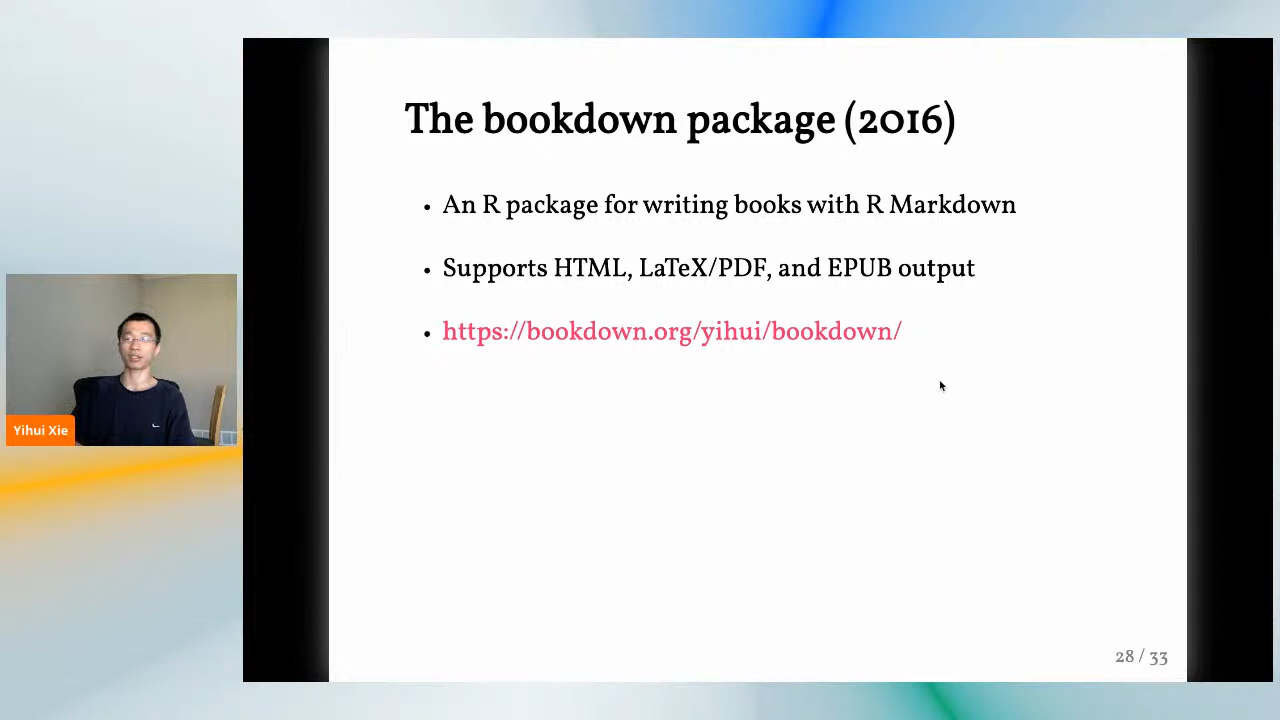 The bookdown package (2016)
• An R package for writing books with R Markdown
• Supports HTML, LaTeX/PDF, and EPUB output
• https://bookdown.org/yihui/bookdown/
Yihui Xie
28 / 33